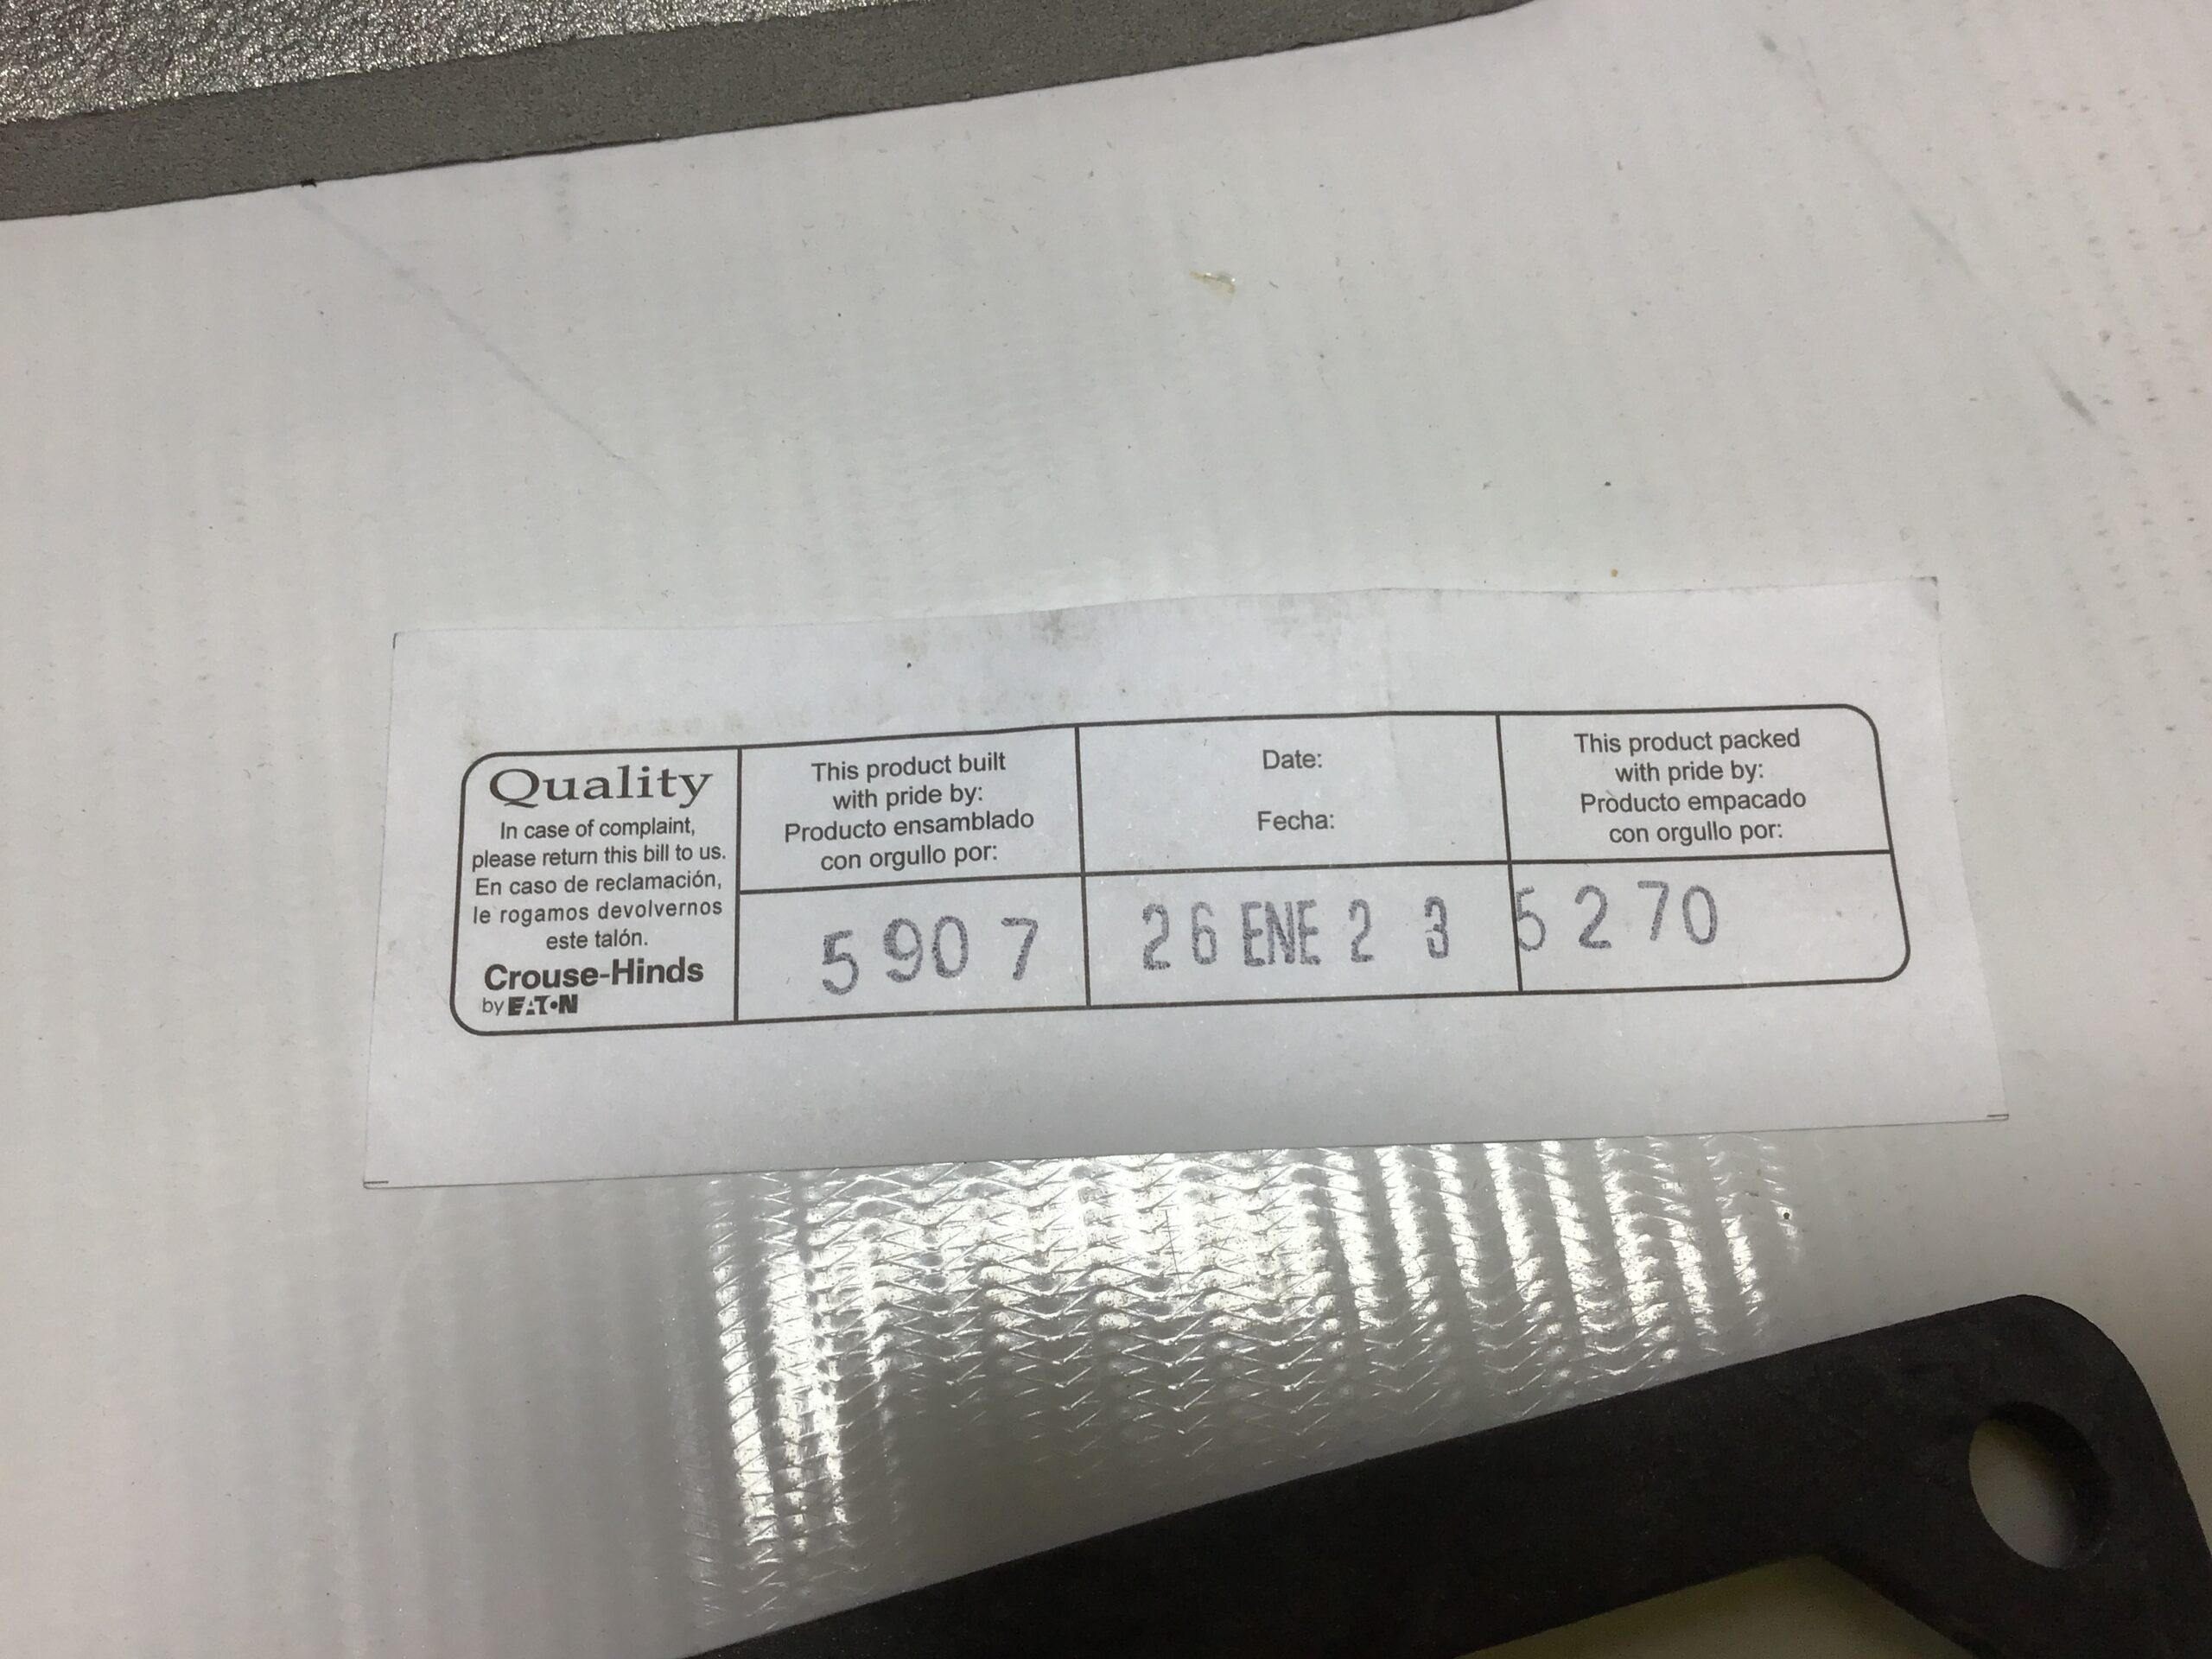 Quality
In case of complaint,
please return this bill to us.
En caso de reclamación,
le rogamos devolvernos
este talón.
Crouse-Hinds
by EATON
This product built
with pride by:
Producto ensamblado
con orgullo por:
5907
Date:
Fecha:
26 ENE 23
This product packed
with pride by:
Producto empacado
con orgullo por:
5270